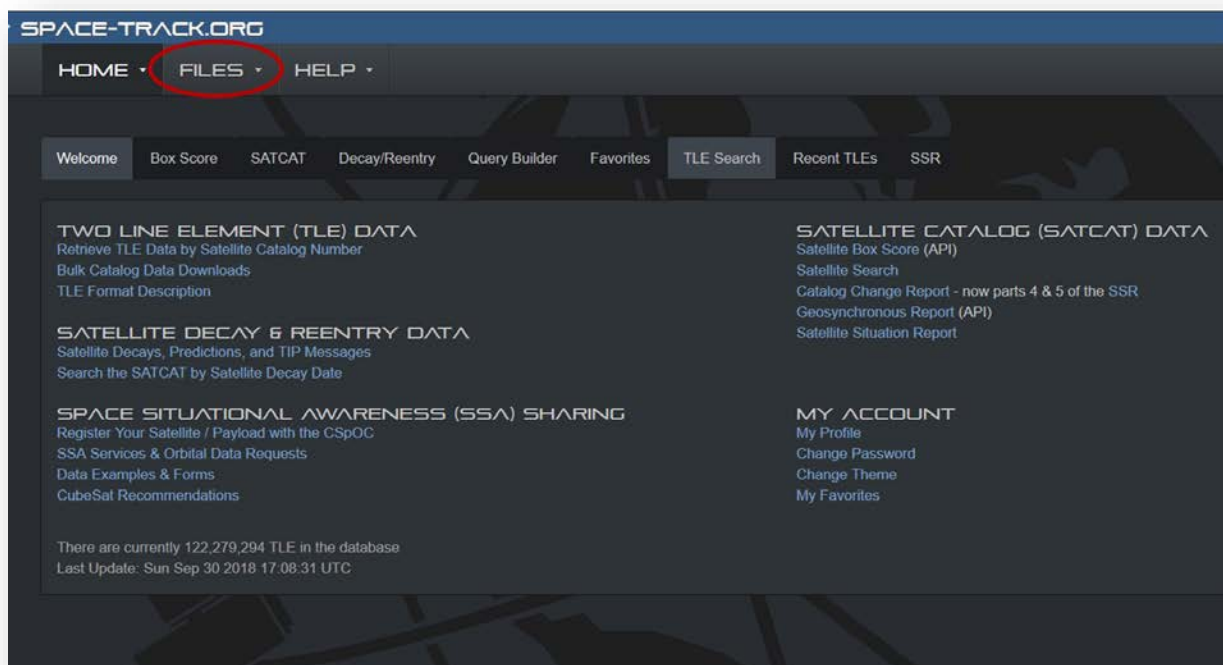 SPACE-TRACK.ORG
HOME FILES HELP
Welcome Box Score SATCAT Decay/Reentry Query Builder Favorites TLE Search Recent TLEs SSR
TWO LINE ELEMENT (TLE) DATA
Retrieve TLE Data by Satellite Catalog Number
Bulk Catalog Data Downloads
TLE Format Description
SATELLITE DECAY & REENTRY DATA
Satellite Decays, Predictions, and TIP Messages
Search the SATCAT by Satellite Decay Date
SPACE SITUATIONAL AWARENESS (SSA) SHARING
Register Your Satellite / Payload with the CSpOC
SSA Services & Orbital Data Requests
Data Examples & Forms
CubeSat Recommendations
There are currently 122,279,294 TLE in the database
Last Update: Sun Sep 30 2018 17:08:31 UTC
SATELLITE CATALOG (SATCAT) DATA
Satellite Box Score (API)
Satellite Search
Catalog Change Report - now parts 4 & 5 of the SSR
Geosynchronous Report (API)
Satellite Situation Report
MY ACCOUNT
My Profile
Change Password
Change Theme
My Favorites